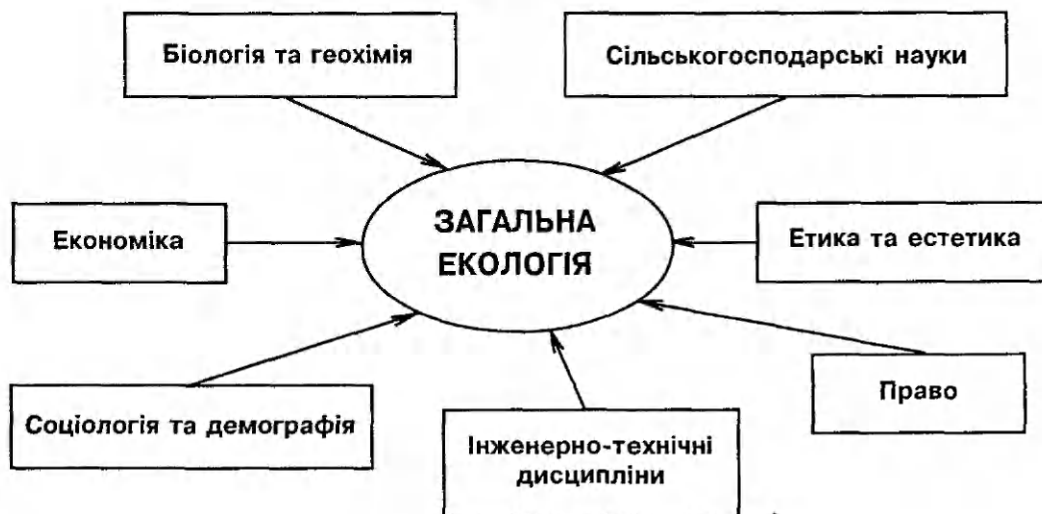 Біологія та геохімія
Сільськогосподарські науки
ЗАГАЛЬНА
ЕКОЛОГІЯ
Економіка
Етика та естетика
Соціологія та демографія
Інженерно-технічні
дисципліни
Право